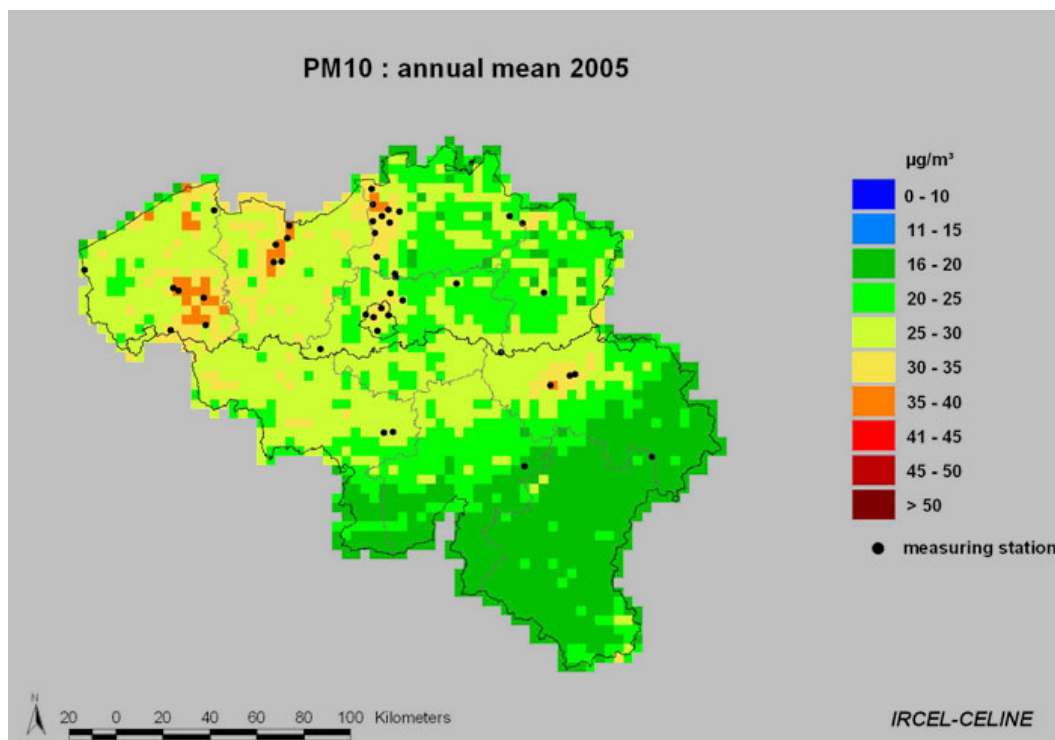 PM10 : annual mean 2005
µg/m³
0 - 10
11 - 15
16 - 20
20 - 25
25 - 30
30 - 35
35 - 40
41 - 45
45 - 50
> 50
measuring station
N
20 0 20 40 60 80 100 Kilometers
IRCEL-CELINE